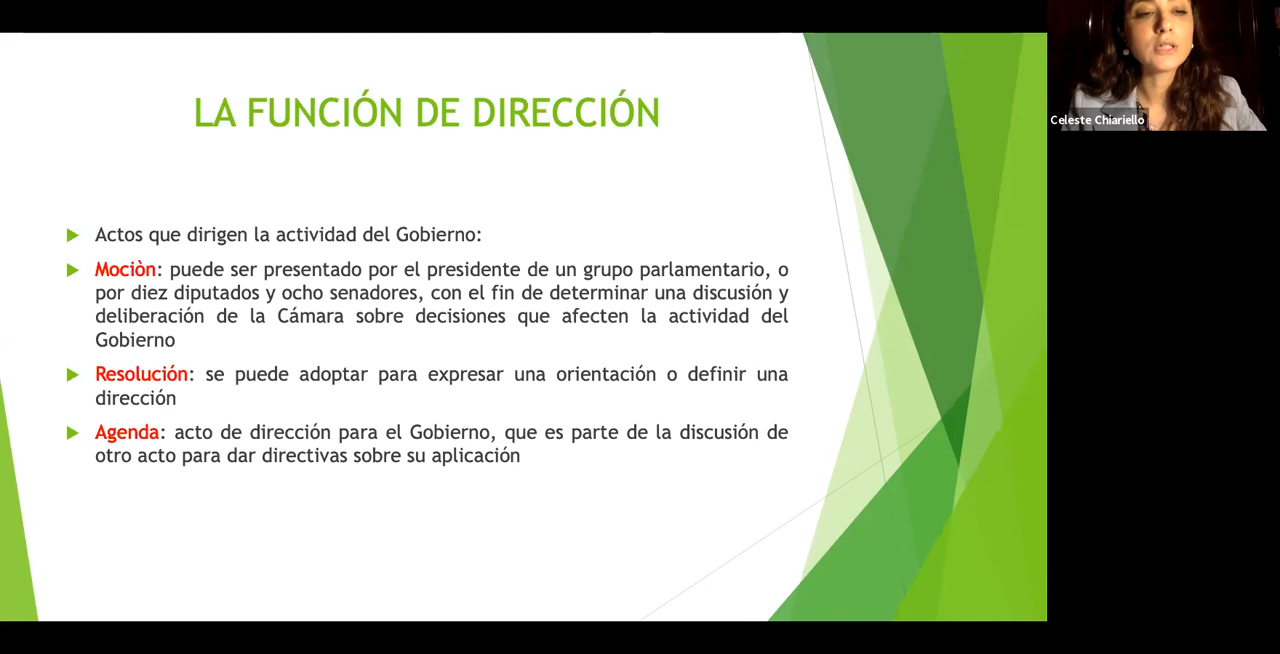 LA FUNCIÓN DE DIRECCIÓN
Actos que dirigen la actividad del Gobierno:
Mociòn: puede ser presentado por el presidente de un grupo parlamentario, o
por diez diputados y ocho senadores, con el fin de determinar una discusión y
deliberación de la Cámara sobre decisiones que afecten la actividad del
Gobierno
Resolución: se puede adoptar para expresar una orientación o definir una
dirección
Agenda: acto de dirección para el Gobierno, que es parte de la discusión de
otro acto para dar directivas sobre su aplicación
Celeste Chiariello